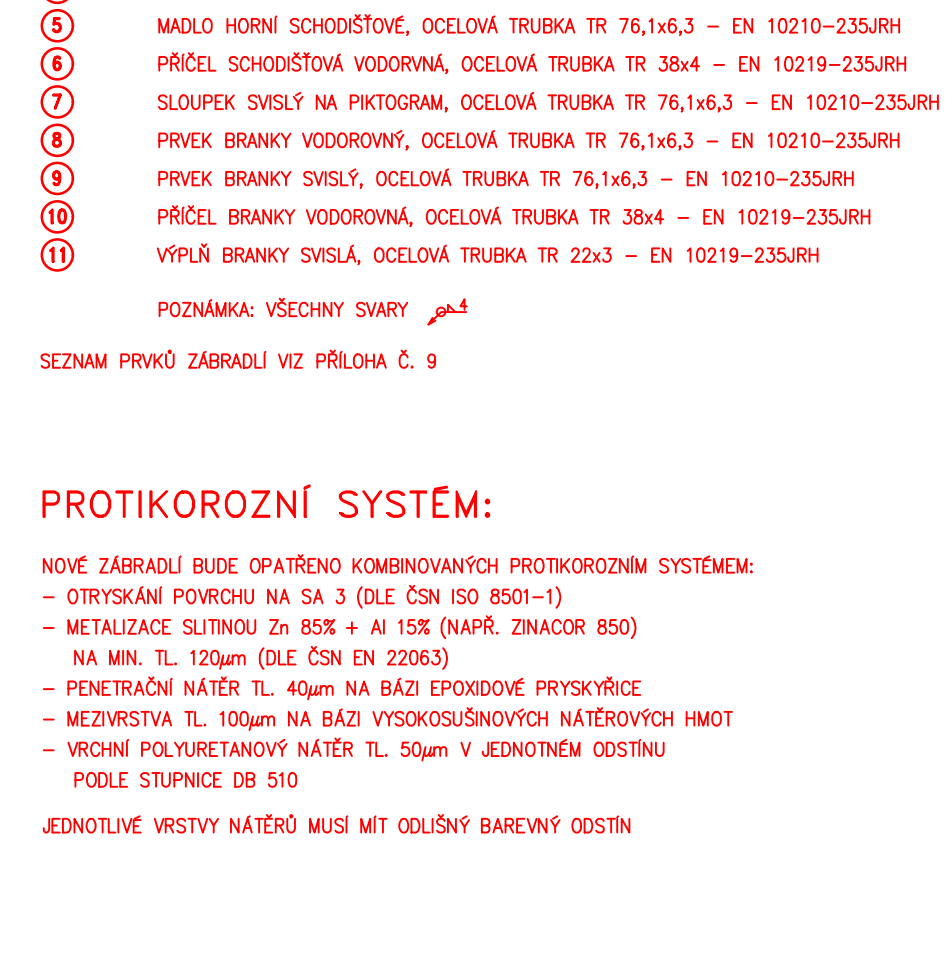 5 MADLO HORNÍ SCHODIŠŤOVÉ, OCELOVÁ TRUBKA TR 76,1x6,3 – EN 10210–235JRH
6 PŘÍČEL SCHODIŠŤOVÁ VODORVNÁ, OCELOVÁ TRUBKA TR 38x4 – EN 10219–235JRH
7 SLOUPEK SVISLÝ NA PIKTOGRAM, OCELOVÁ TRUBKA TR 76,1x6,3 – EN 10210–235JRH
8 PRVEK BRANKY VODOROVNÝ, OCELOVÁ TRUBKA TR 76,1x6,3 – EN 10210–235JRH
9 PRVEK BRANKY SVISLÝ, OCELOVÁ TRUBKA TR 76,1x6,3 – EN 10210–235JRH
10 PŘÍČEL BRANKY VODOROVNÁ, OCELOVÁ TRUBKA TR 38x4 – EN 10219–235JRH
11 VÝPLŇ BRANKY SVISLÁ, OCELOVÁ TRUBKA TR 22x3 – EN 10219–235JRH
POZNÁMKA: VŠECHNY SVARY 4
SEZNAM PRVKŮ ZÁBRADLÍ VIZ PŘÍLOHA Č. 9
PROTIKOROZNÍ SYSTÉM:
NOVÉ ZÁBRADLÍ BUDE OPATŘENO KOMBINOVANÝCH PROTIKOROZNÍM SYSTÉMEM:
– OTRYSKÁNÍ POVRCHU NA SA 3 (DLE ČSN ISO 8501–1)
– METALIZACE SLITINOU Zn 85% + Al 15% (NAPŘ. ZINACOR 850)
NA MIN. TL. 120µm (DLE ČSN EN 22063)
– PENETRAČNÍ NÁTĚR TL. 40µm NA BÁZI EPOXIDOVÉ PRYSKYŘICE
– MEZIVRSTVA TL. 100µm NA BÁZI VYSOKOSUŠINOVÝCH NÁTĚROVÝCH HMOT
– VRCHNÍ POLYURETANOVÝ NÁTĚR TL. 50µm V JEDNOTNÉM ODSTÍNU
PODLE STUPNICE DB 510
JEDNOTLIVÉ VRSTVY NÁTĚRŮ MUSÍ MÍT ODLIŠNÝ BAREVNÝ ODSTÍN